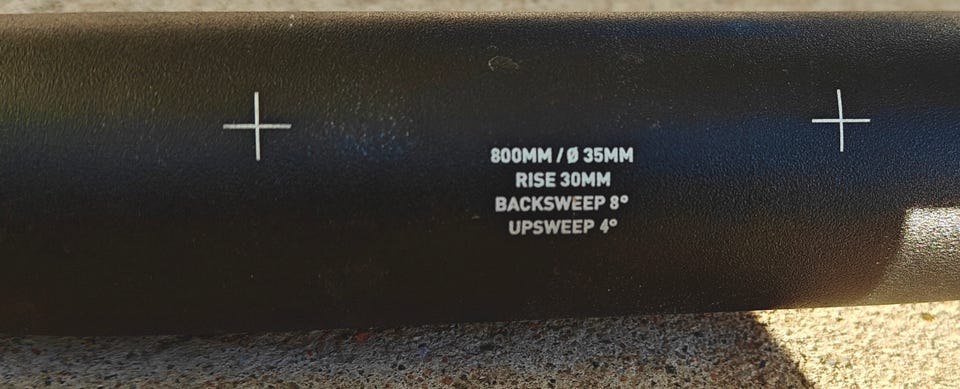 800MM / Ø 35MM
RISE 30MM
BACKSWEEP 8°
UPSWEEP 4°